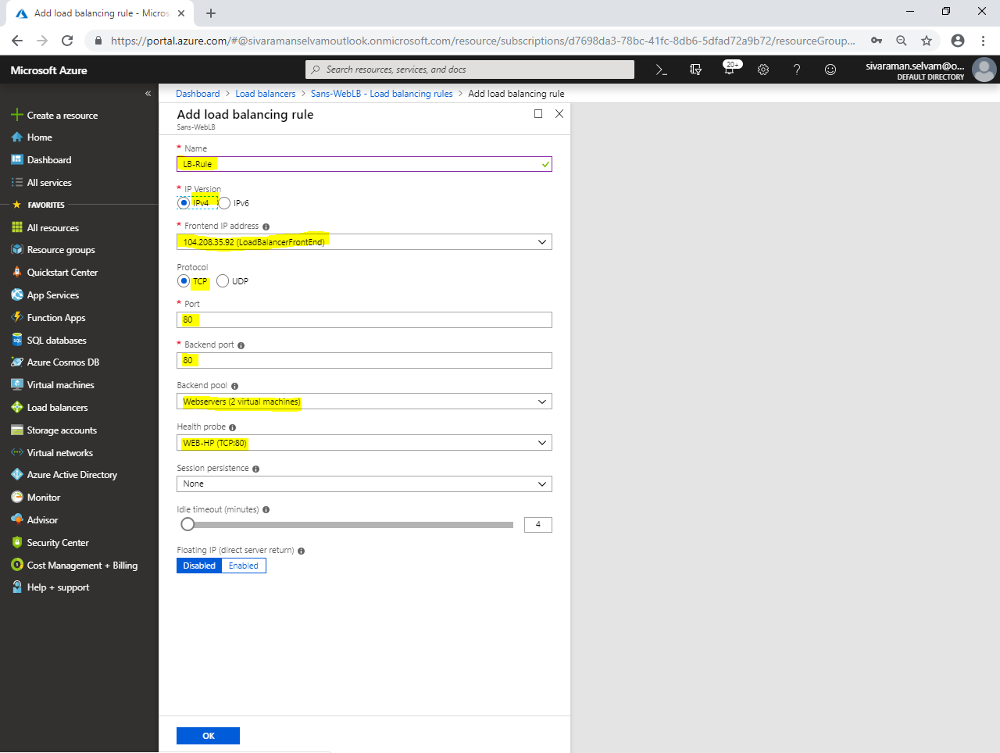 Add load balancing rule - Micros
https://portal.azure.com/#@sivaramanselvamoutlook.onmicrosoft.com/resource/subscriptions/d7698da3-78bc-41fc-8db6-5dfad72a9b72/resourceGroup...
Microsoft Azure
Search resources, services, and docs
20+
sivaraman.selvam@o...
DEFAULT DIRECTORY
Create a resource
Home
Dashboard
All services
FAVORITES
All resources
Resource groups
Quickstart Center
App Services
Function Apps
SQL databases
Azure Cosmos DB
Virtual machines
Load balancers
Storage accounts
Virtual networks
Azure Active Directory
Monitor
Advisor
Security Center
Cost Management + Billing
Help + support
Dashboard > Load balancers > Sans-WebLB - Load balancing rules > Add load balancing rule
Add load balancing rule
Sans-WebLB
* Name
LB-Rule
* IP Version
IPv4 IPv6
* Frontend IP address
104.208.35.92 (LoadBalancerFrontEnd)
Protocol
TCP UDP
* Port
80
* Backend port
80
Backend pool
Webservers (2 virtual machines)
Health probe
WEB-HP (TCP:80)
Session persistence
None
Idle timeout (minutes)
4
Floating IP (direct server return)
Disabled Enabled
OK